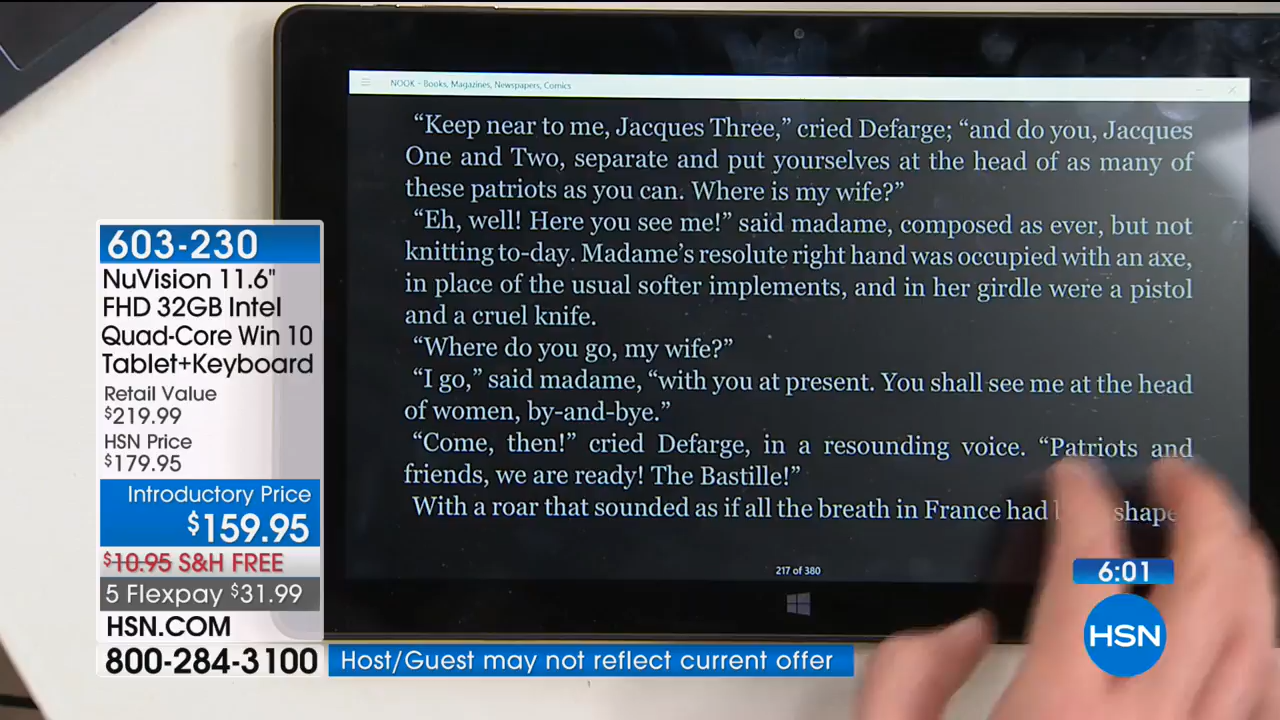 NOOK – Books, Magazines, Newspapers, Comics
“Keep near to me, Jacques Three,” cried Defarge; “and do you, Jacques
One and Two, separate and put yourselves at the head of as many of
these patriots as you can. Where is my wife?”
“Eh, well! Here you see me!” said madame, composed as ever, but not
knitting to-day. Madame’s resolute right hand was occupied with an axe,
in place of the usual softer implements, and in her girdle were a pistol
and a cruel knife.
“Where do you go, my wife?”
“I go,” said madame, “with you at present. You shall see me at the head
of women, by-and-bye.”
“Come, then!” cried Defarge, in a resounding voice. “Patriots and
friends, we are ready! The Bastille!”
With a roar that sounded as if all the breath in France had
217 of 380
603-230
NuVision 11.6"
FHD 32GB Intel
Quad-Core Win 10
Tablet+Keyboard
Retail Value
$219.99
HSN Price
$179.95
Introductory Price
$159.95
$10.95 S&H FREE
5 Flexpay $31.99
HSN.COM
800-284-3100
Host/Guest may not reflect current offer
6:01
HSN